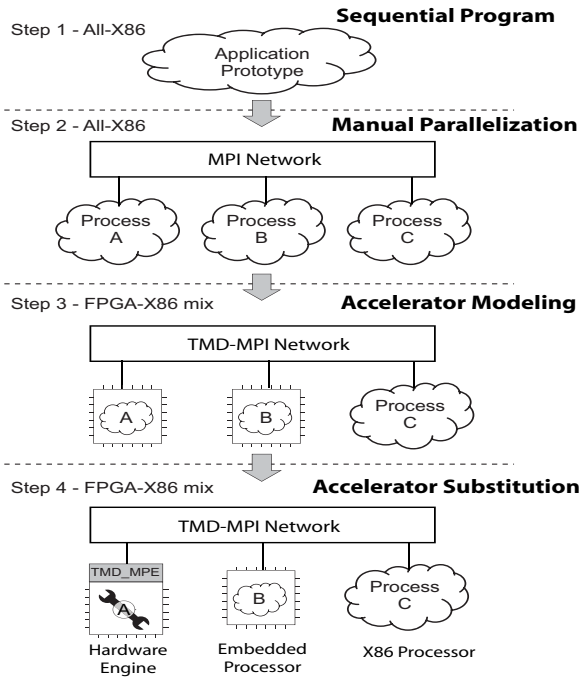 Sequential Program
Step 1 - All-X86
Application
Prototype
Step 2 - All-X86
Manual Parallelization
MPI Network
Process
A
Process
B
Process
C
Step 3 - FPGA-X86 mix
Accelerator Modeling
TMD-MPI Network
A
B
Process
C
Step 4 - FPGA-X86 mix
Accelerator Substitution
TMD-MPI Network
TMD_MPE
A
B
Process
C
Hardware
Engine
Embedded
Processor
X86 Processor